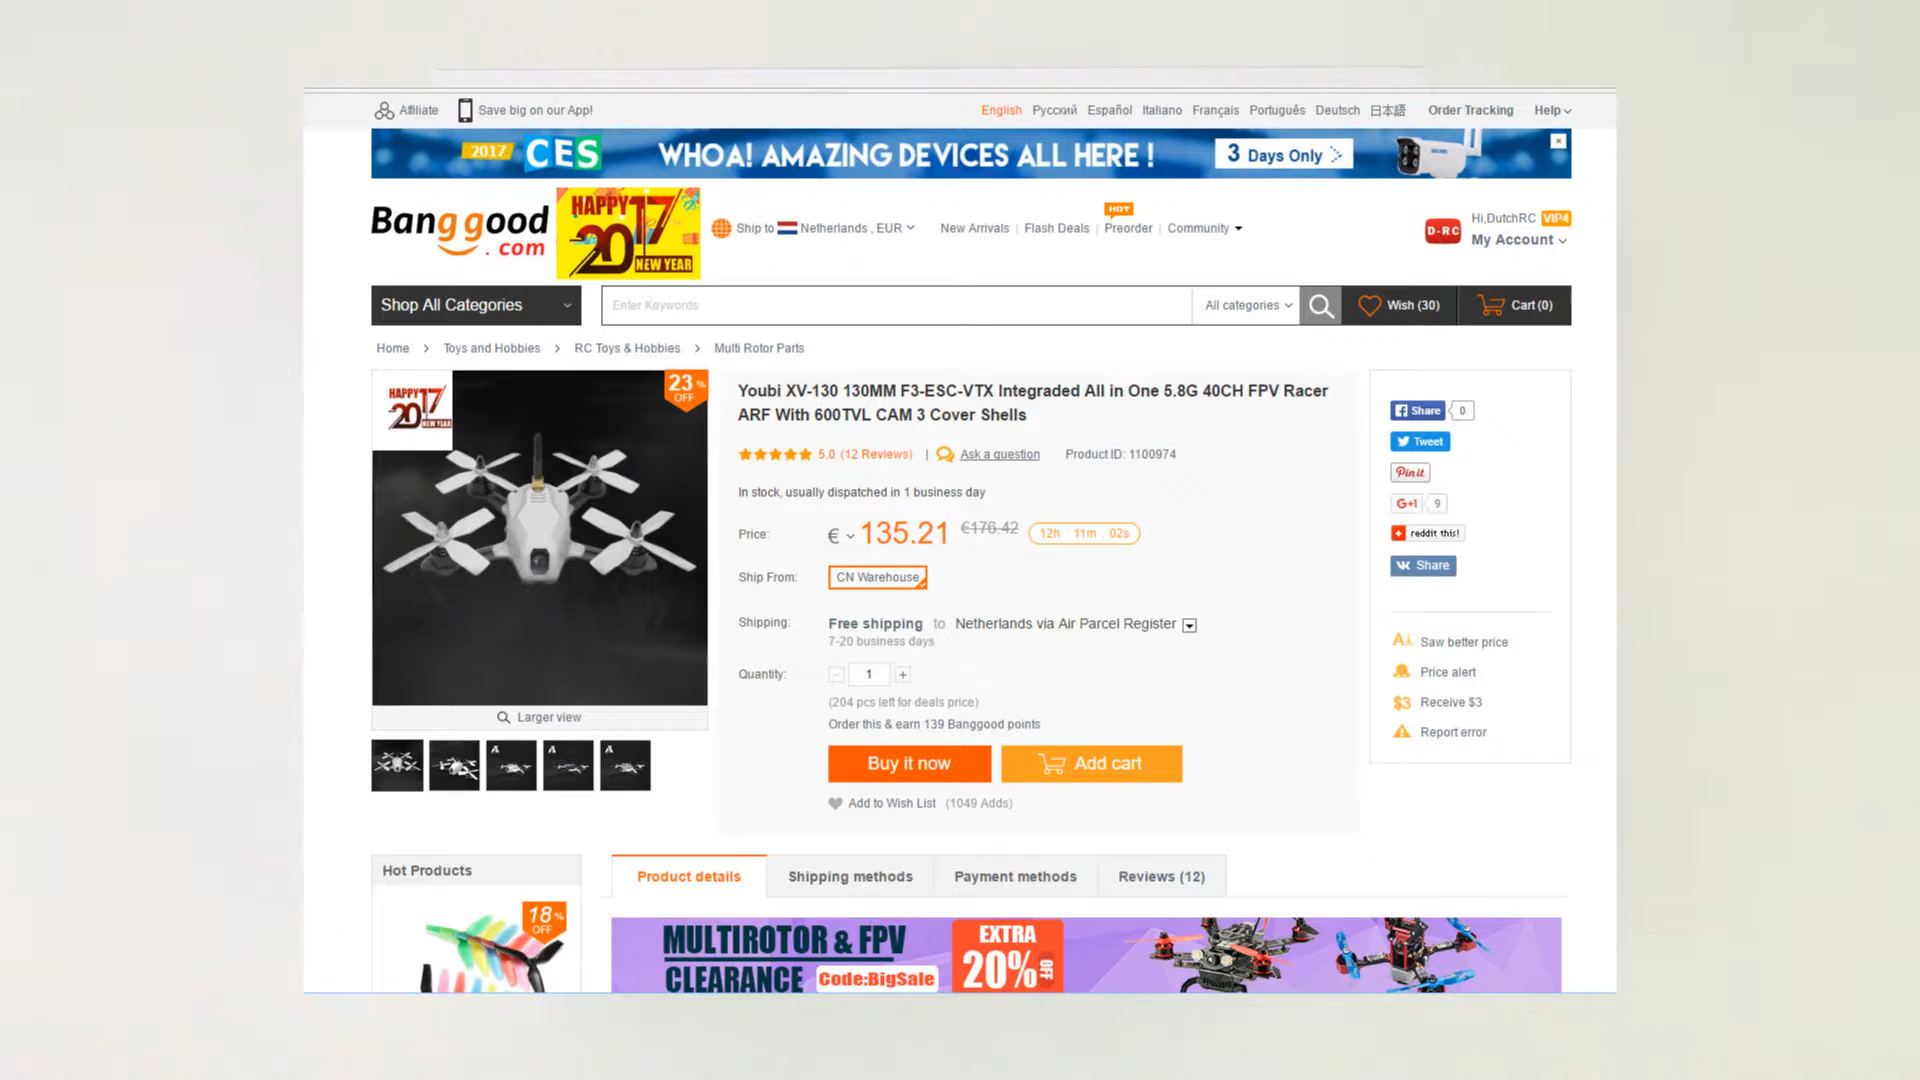 Affiliate
Save big on our App!
English Русский Español Italiano Français Português Deutsch 日本語 Order Tracking Help
2017 CES WHOA! AMAZING DEVICES ALL HERE ! 3 Days Only
Banggood
.com
HAPPY
2017
NEW YEAR
Ship to Netherlands , EUR
New Arrivals | Flash Deals | Preorder | Community
HOT
D-RC
Hi,DutchRC VIP4
My Account
Shop All Categories
Enter Keywords
All categories
Wish (30)
Cart (0)
Home > Toys and Hobbies > RC Toys & Hobbies > Multi Rotor Parts
HAPPY
2017
NEW YEAR
23%
OFF
Larger view
Youbi XV-130 130MM F3-ESC-VTX Integraded All in One 5.8G 40CH FPV Racer
ARF With 600TVL CAM 3 Cover Shells
5.0 (12 Reviews) | Ask a question Product ID: 1100974
In stock, usually dispatched in 1 business day
Price: € 135.21 €176.42 12h : 11m : 02s
Ship From: CN Warehouse
Shipping: Free shipping to Netherlands via Air Parcel Register
7-20 business days
Quantity: - 1 +
(204 pcs left for deals price)
Order this & earn 139 Banggood points
Buy it now
Add cart
Add to Wish List (1049 Adds)
Share 0
Tweet
Pin it
G+1 9
reddit this!
Share
Saw better price
Price alert
$3 Receive $3
Report error
Hot Products
18%
OFF
Product details
Shipping methods
Payment methods
Reviews (12)
MULTIROTOR & FPV
CLEARANCE Code:BigSale
EXTRA
20% OFF